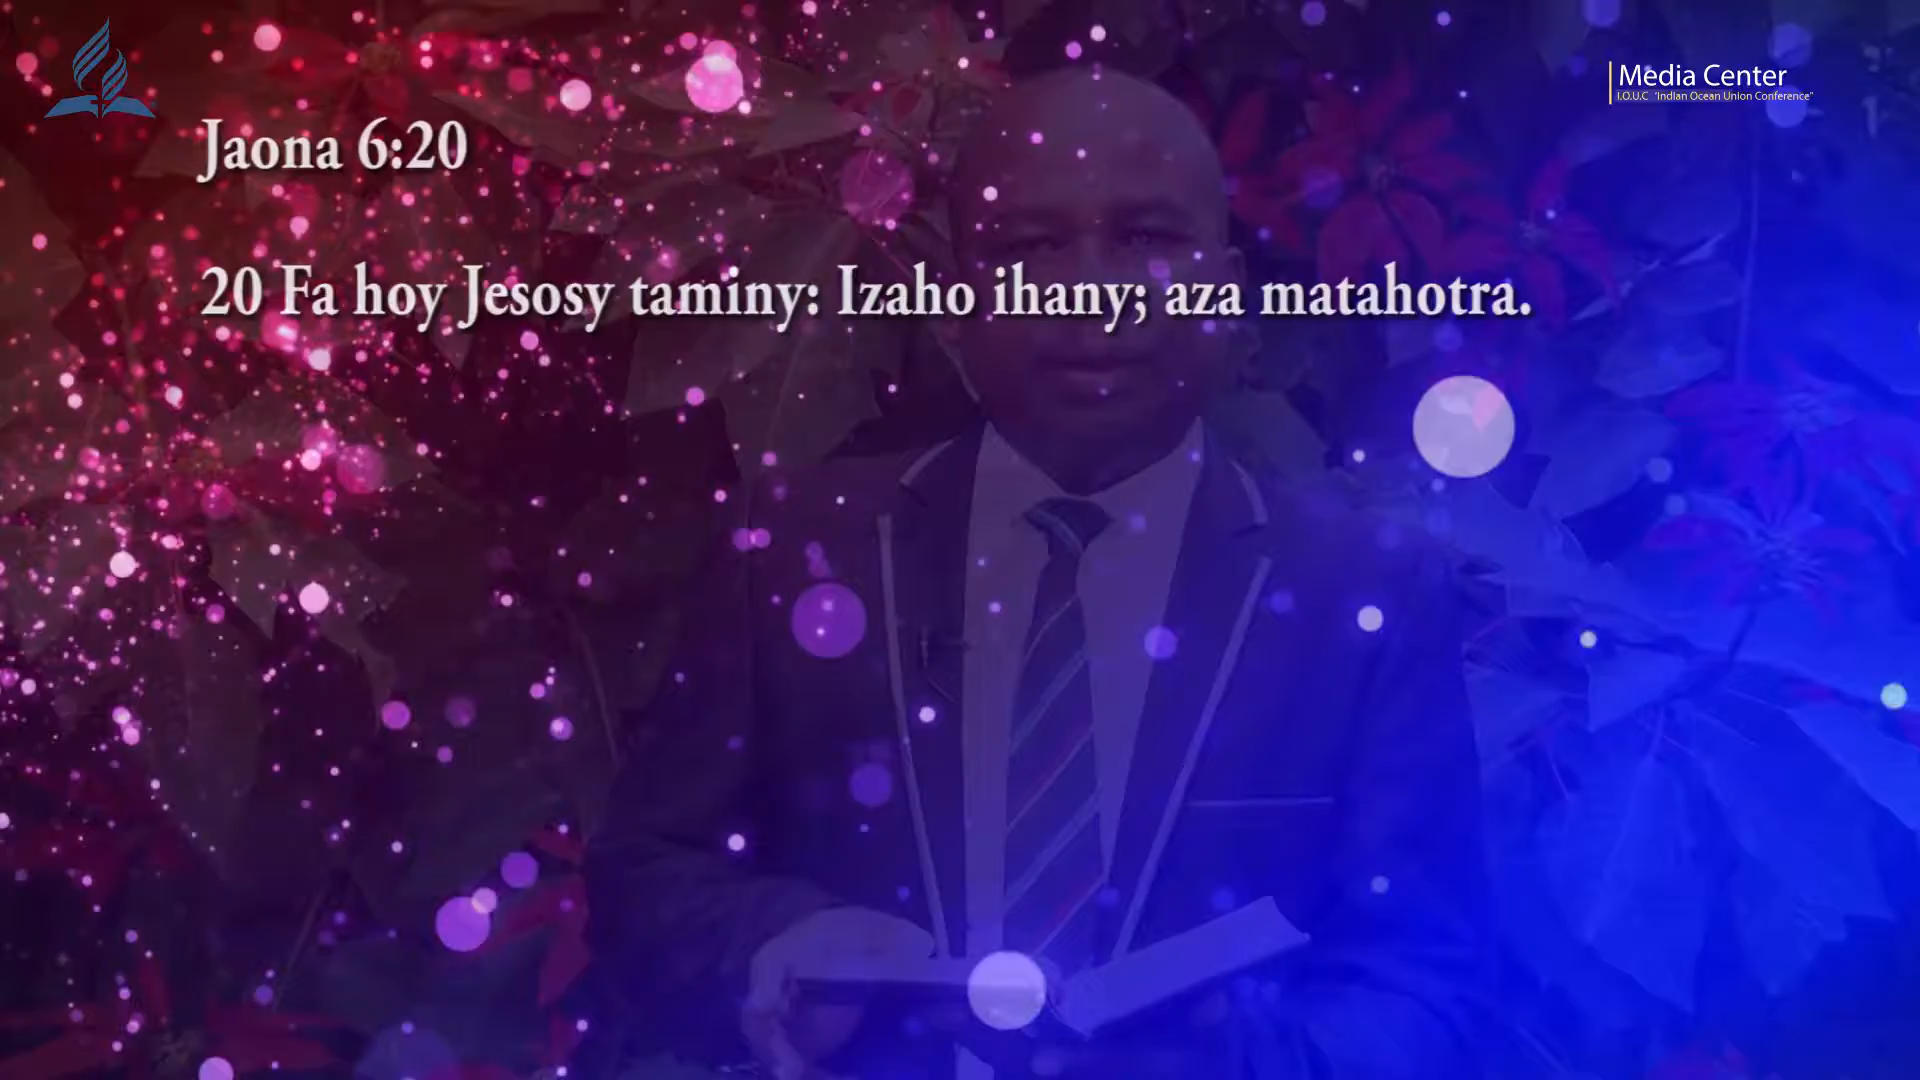 Media Center
I.O.U.C "Indian Ocean Union Conference"
Jaona 6:20
20 Fa hoy Jesosy taminy: Izaho ihany; aza matahotra.